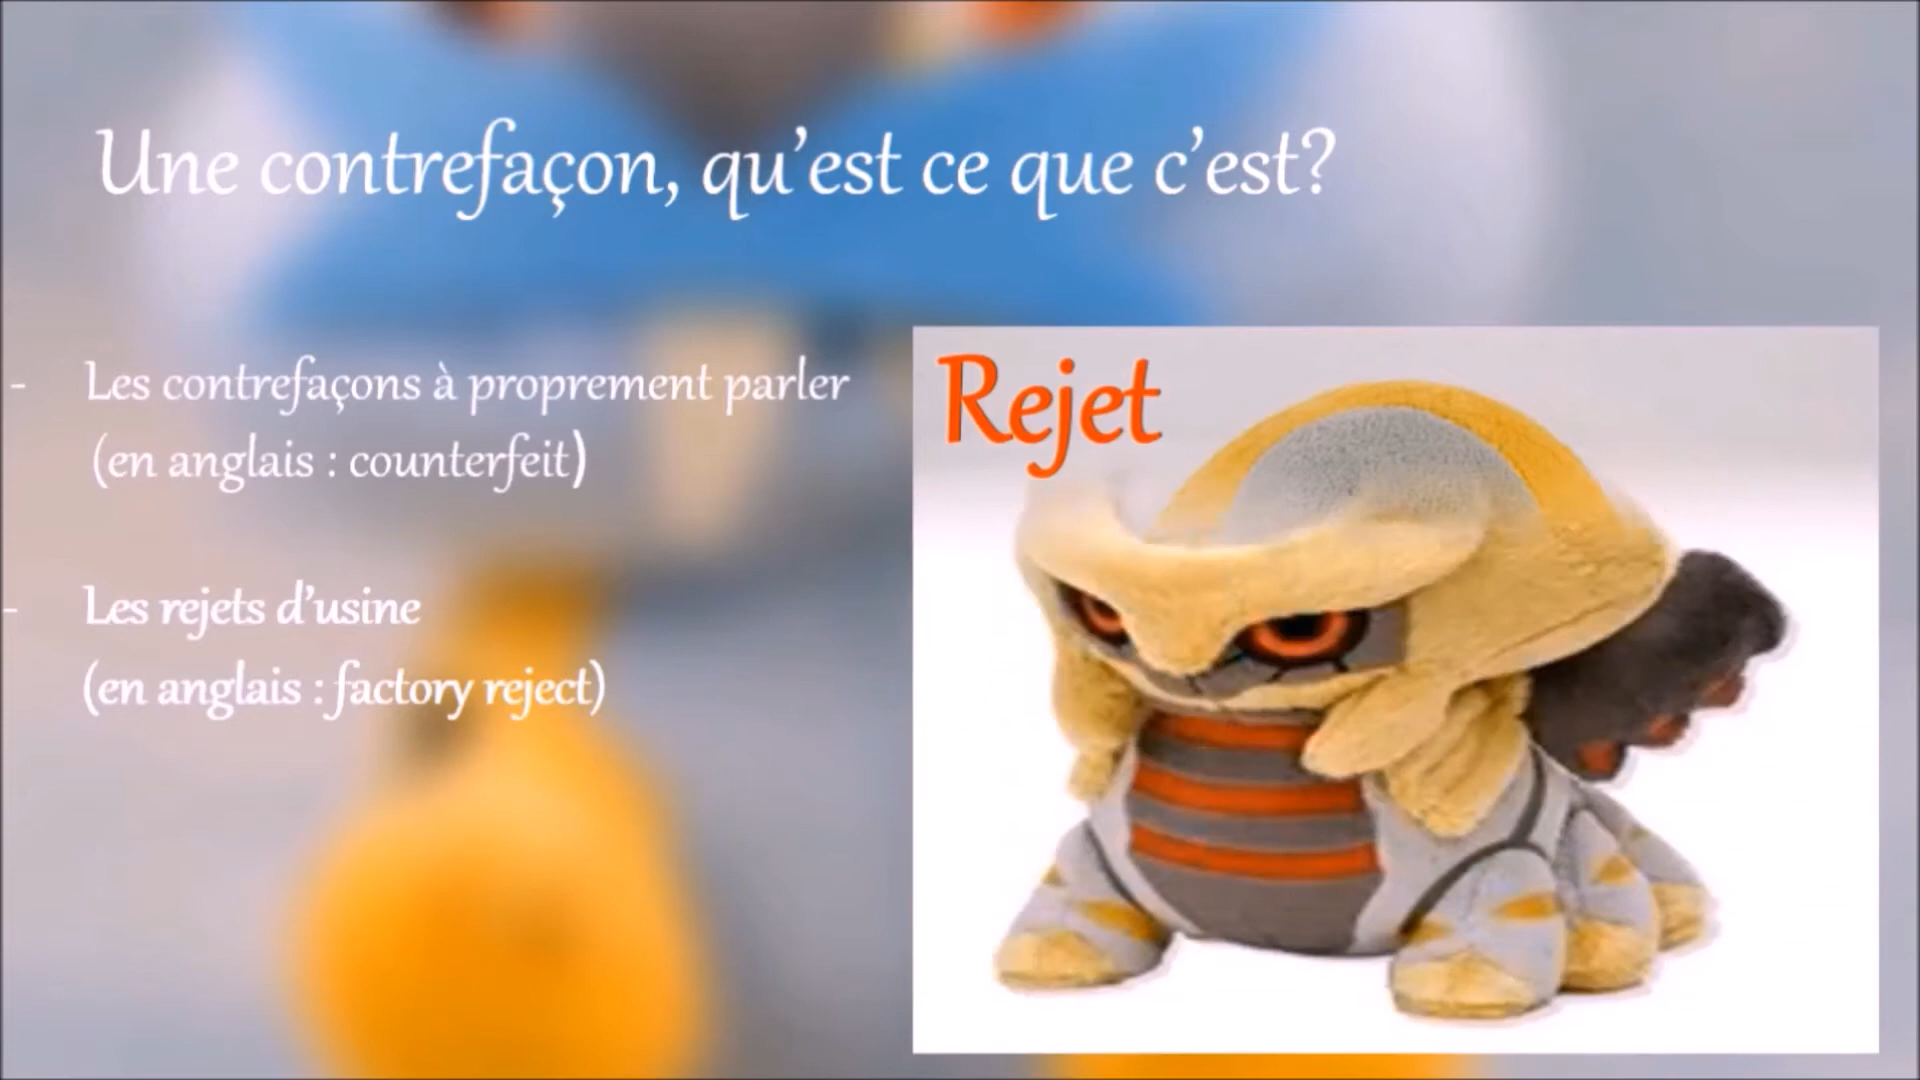 Une contrefaçon, qu'est ce que c'est?
- Les contrefaçons à proprement parler
(en anglais : counterfeit)
- Les rejets d'usine
(en anglais : factory reject)
Rejet